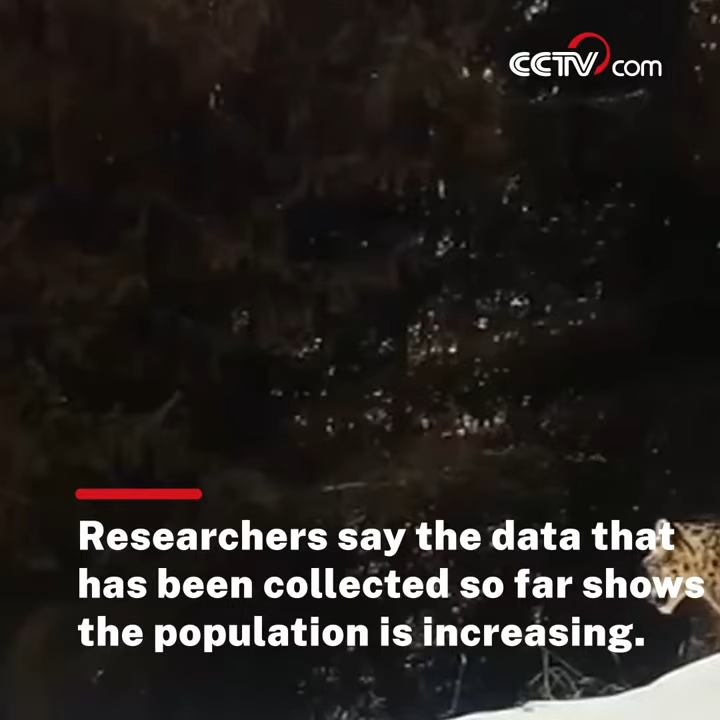 CCTV com
Researchers say the data that
has been collected so far shows
the population is increasing.